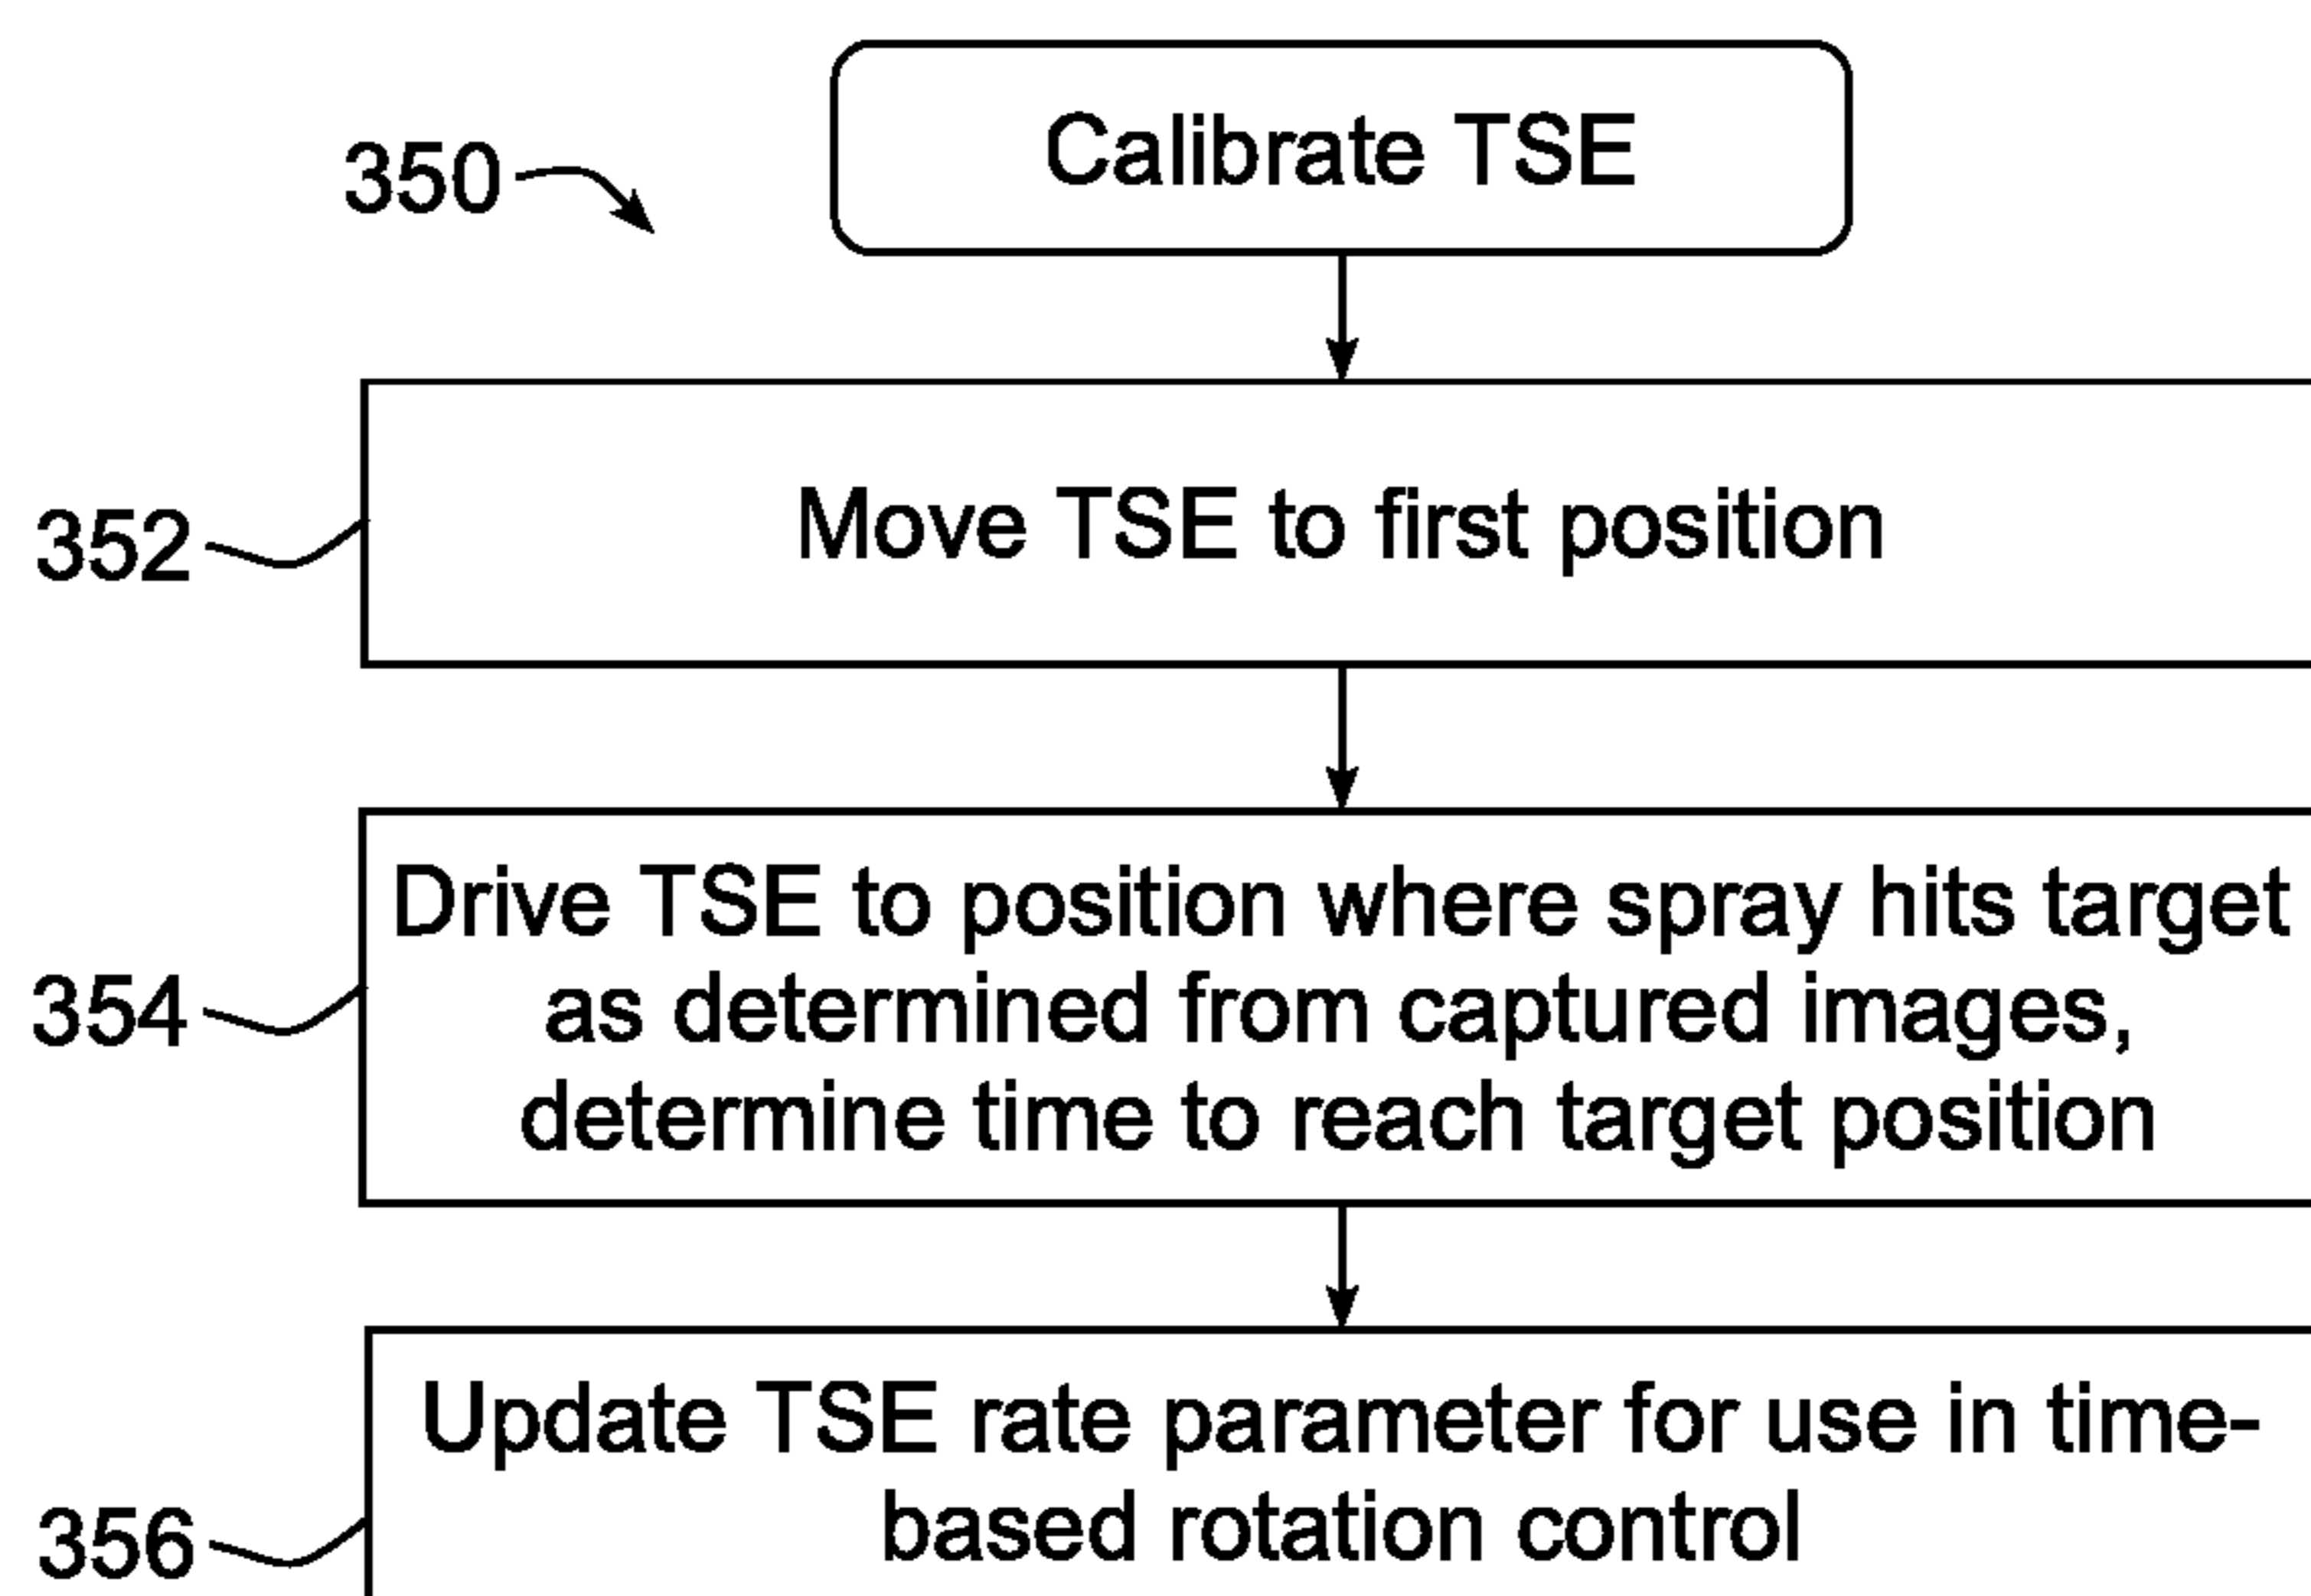 Calibrate TSE
350
Move TSE to first position
352
Drive TSE to position where spray hits target
as determined from captured images,
determine time to reach target position
354
Update TSE rate parameter for use in time-
based rotation control
356